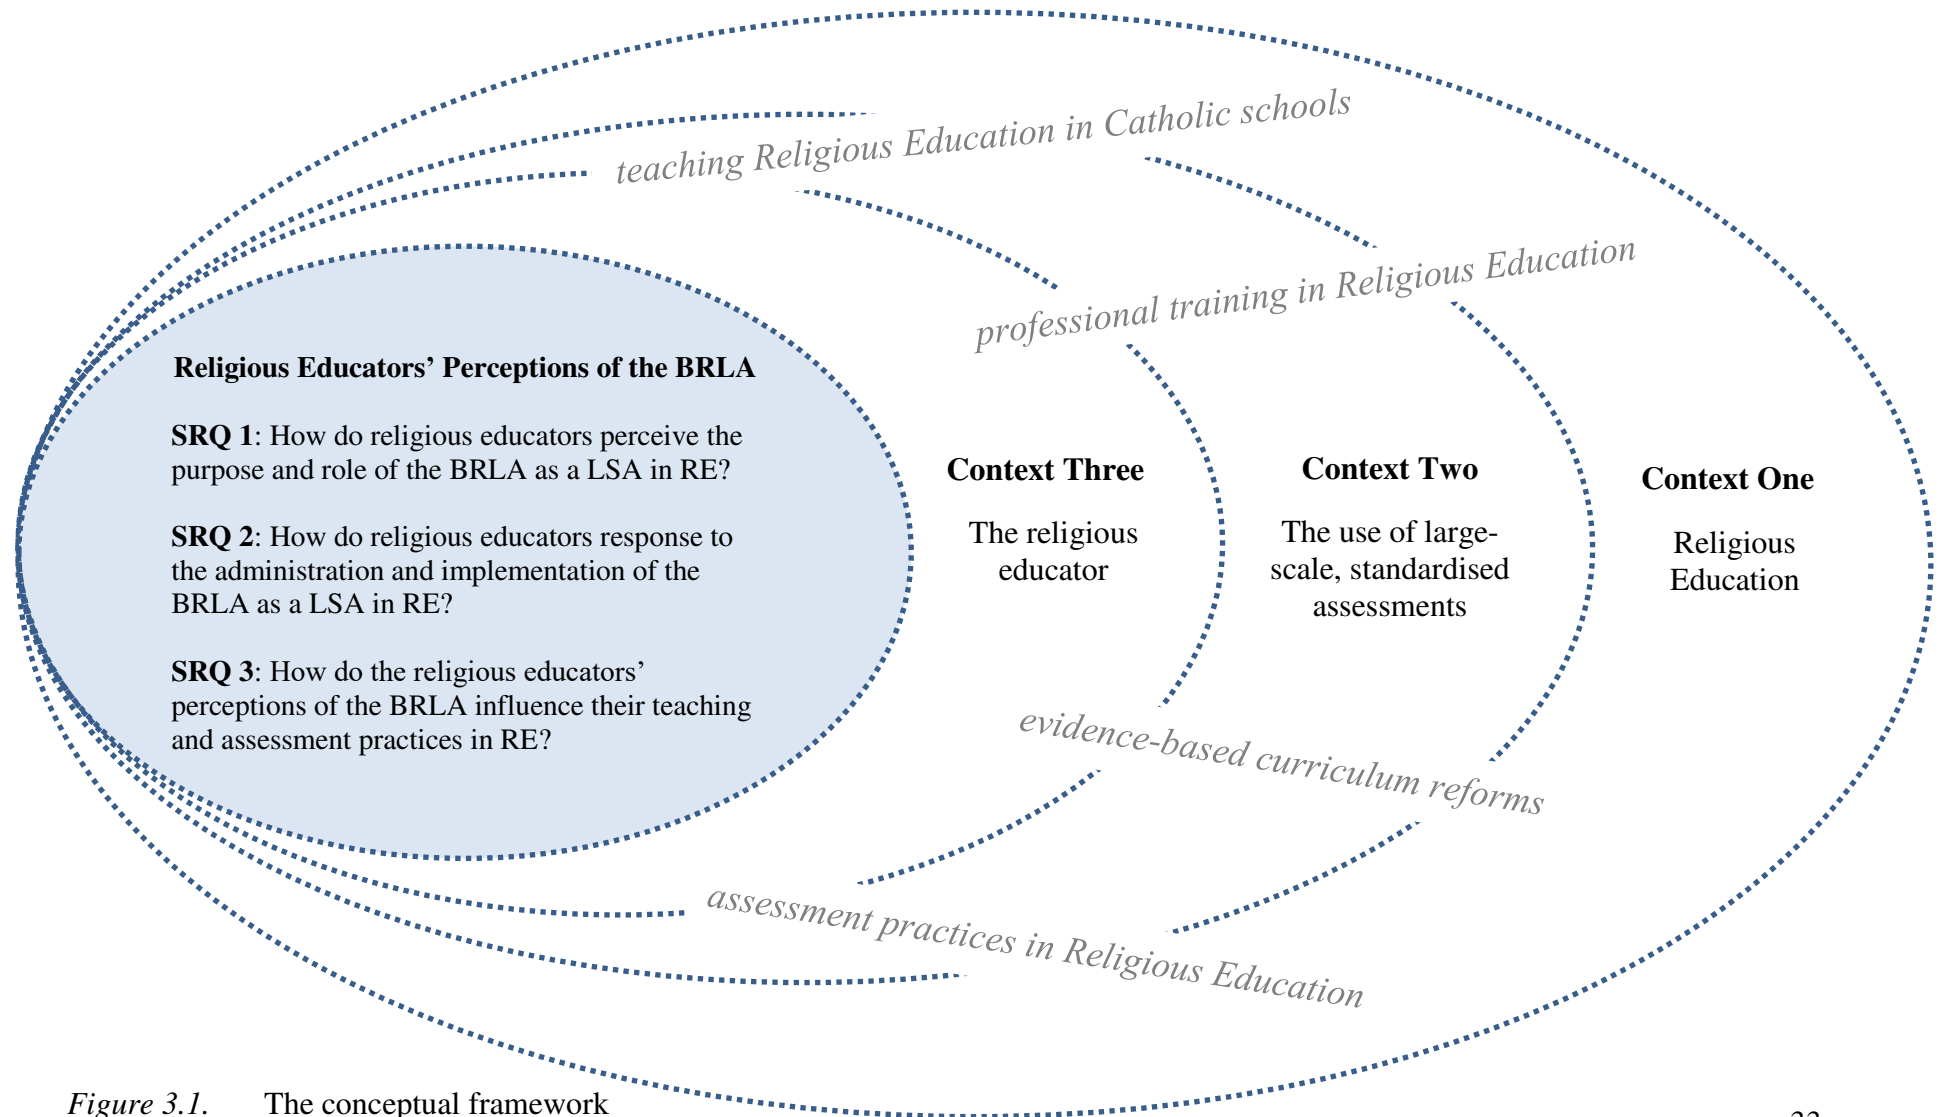 teaching Religious Education in Catholic schools
professional training in Religious Education
Religious Educators’ Perceptions of the BRLA
SRQ 1: How do religious educators perceive the
purpose and role of the BRLA as a LSA in RE?
SRQ 2: How do religious educators response to
the administration and implementation of the
BRLA as a LSA in RE?
SRQ 3: How do the religious educators’
perceptions of the BRLA influence their teaching
and assessment practices in RE?
Context Three
The religious
educator
Context Two
The use of large-
scale, standardised
assessments
Context One
Religious
Education
evidence-based curriculum reforms
assessment practices in Religious Education
Figure 3.1. The conceptual framework